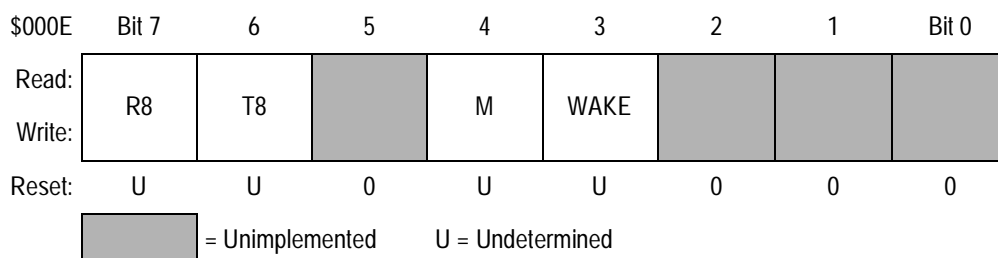 $000E Bit 7 6 5 4 3 2 1 Bit 0
Read:
R8 T8 M WAKE
Write:
Reset: U U 0 U U 0 0 0
= Unimplemented U = Undetermined